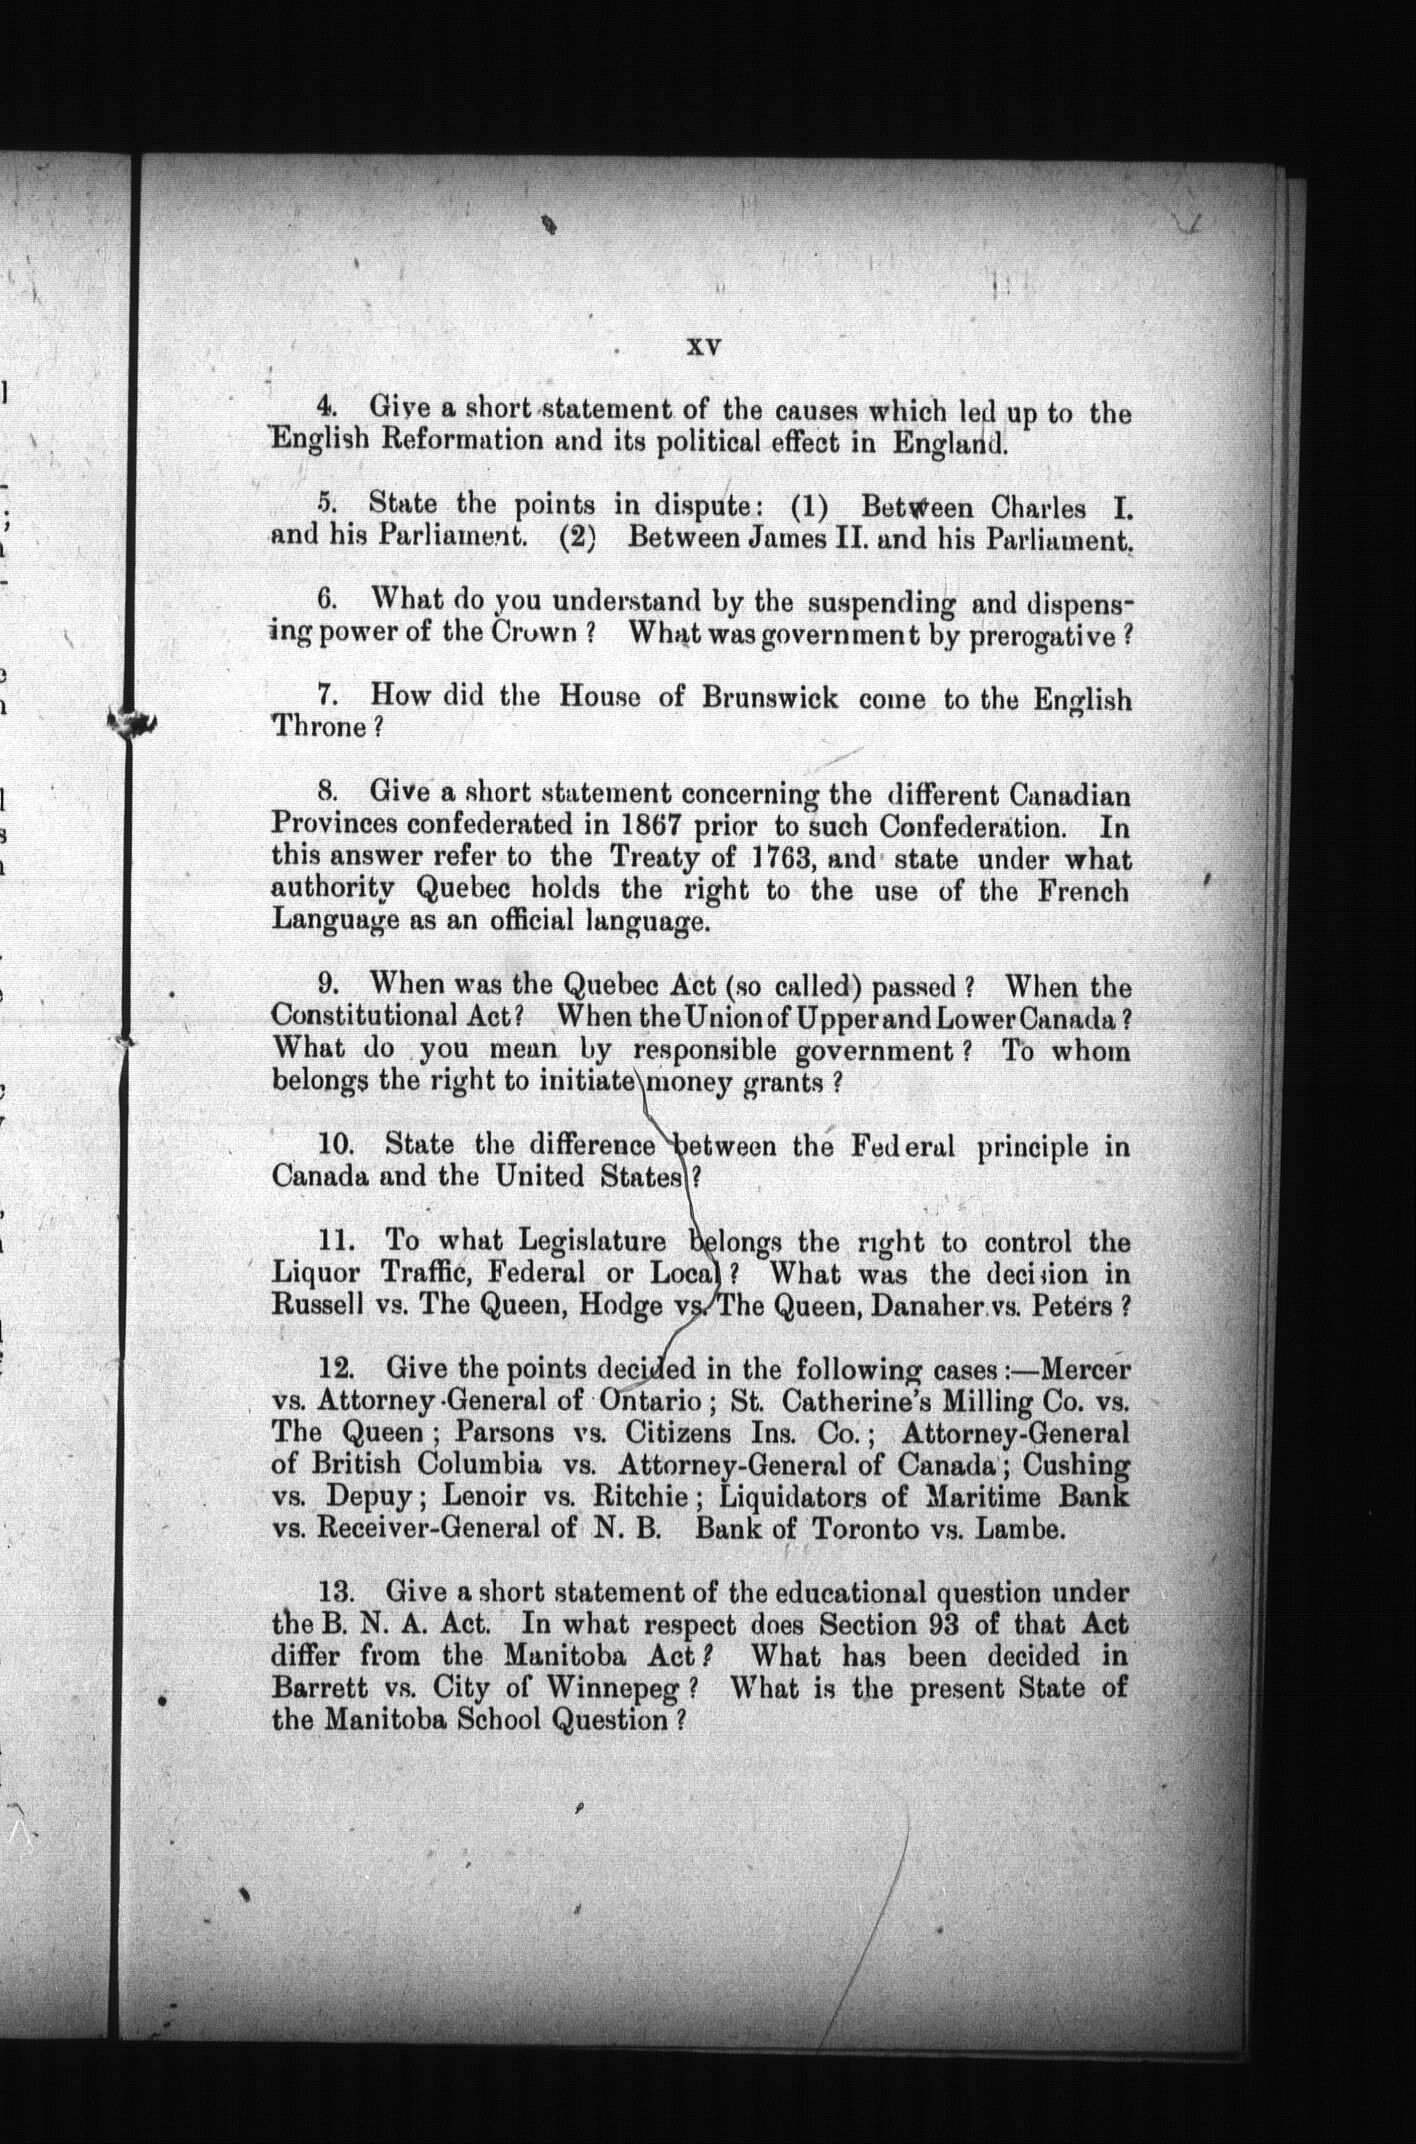 xv
4. Give a short statement of the causes which led up to the
English Reformation and its political effect in England.
5. State the points in dispute: (1) Between Charles I.
and his Parliament. (2) Between James II. and his Parliament.
6. What do you understand by the suspending and dispens-
ing power of the Crown ? What was government by prerogative ?
7. How did the House of Brunswick come to the English
Throne ?
8. Give a short statement concerning the different Canadian
Provinces confederated in 1867 prior to such Confederation. In
this answer refer to the Treaty of 1763, and state under what
authority Quebec holds the right to the use of the French
Language as an official language.
9. When was the Quebec Act (so called) passed ? When the
Constitutional Act? When the Union of Upper and Lower Canada ?
What do you mean by responsible government ? To whom
belongs the right to initiate money grants ?
10. State the difference between the Federal principle in
Canada and the United States ?
11. To what Legislature belongs the right to control the
Liquor Traffic, Federal or Local ? What was the decision in
Russell vs. The Queen, Hodge vs. The Queen, Danaher vs. Peters ?
12. Give the points decided in the following cases :—Mercer
vs. Attorney-General of Ontario ; St. Catherine's Milling Co. vs.
The Queen ; Parsons vs. Citizens Ins. Co. ; Attorney-General
of British Columbia vs. Attorney-General of Canada ; Cushing
vs. Depuy ; Lenoir vs. Ritchie ; Liquidators of Maritime Bank
vs. Receiver-General of N. B. Bank of Toronto vs. Lambe.
13. Give a short statement of the educational question under
the B. N. A. Act. In what respect does Section 93 of that Act
differ from the Manitoba Act ? What has been decided in
Barrett vs. City of Winnepeg ? What is the present State of
the Manitoba School Question ?